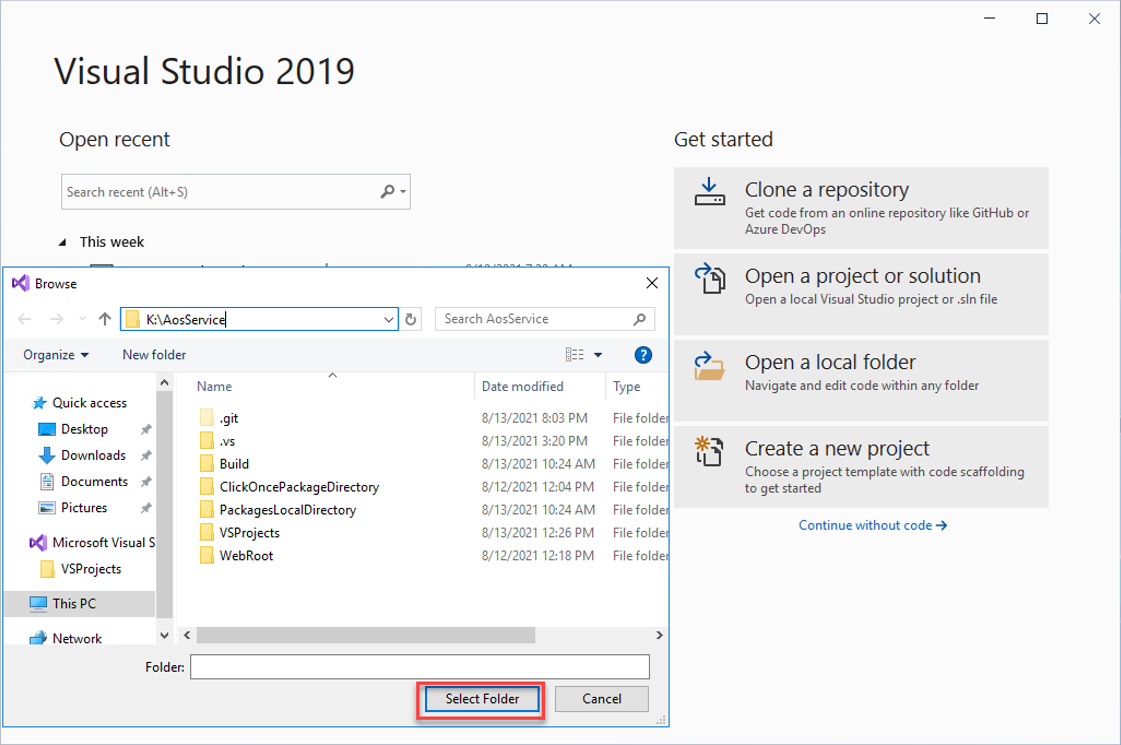 Visual Studio 2019
Open recent
Search recent (Alt+S)
This week
Browse
K:\AosService
Search AosService
Organize
New folder
?
Quick access
Desktop
Downloads
Documents
Pictures
Microsoft Visual S
VSProjects
This PC
Network
Name Date modified Type
.git 8/13/2021 8:03 PM File folder
.vs 8/13/2021 3:20 PM File folder
Build 8/13/2021 10:24 AM File folder
ClickOncePackageDirectory 8/12/2021 12:04 PM File folder
PackagesLocalDirectory 8/13/2021 10:24 AM File folder
VSProjects 8/13/2021 12:26 PM File folder
WebRoot 8/12/2021 12:18 PM File folder
Folder:
Select Folder
Cancel
Get started
Clone a repository
Get code from an online repository like GitHub or
Azure DevOps
Open a project or solution
Open a local Visual Studio project or .sln file
Open a local folder
Navigate and edit code within any folder
Create a new project
Choose a project template with code scaffolding
to get started
Continue without code